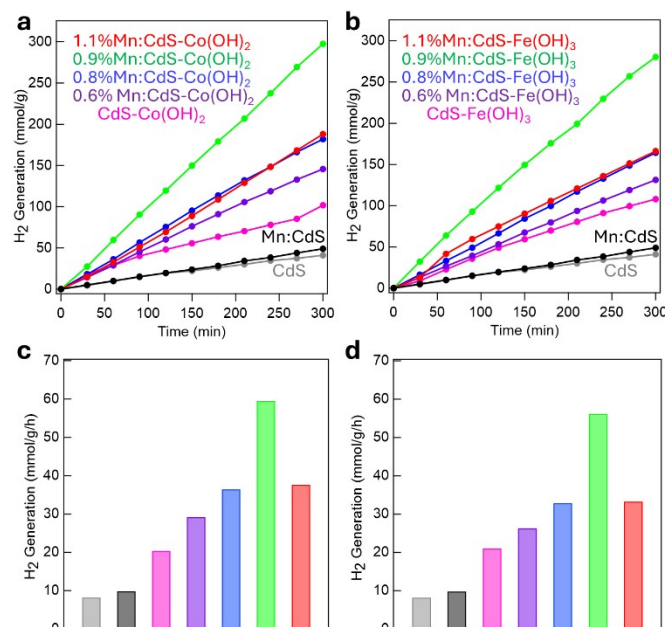 a
H₂ Generation (mmol/g)
300
250
200
150
100
50
0
1.1%Mn:CdS-Co(OH)₂
0.9%Mn:CdS-Co(OH)₂
0.8%Mn:CdS-Co(OH)₂
0.6% Mn:CdS-Co(OH)₂
CdS-Co(OH)₂
Mn:CdS
CdS
0 50 100 150 200 250 300
Time (min)
b
H₂ Generation (mmol/g)
300
250
200
150
100
50
0
1.1%Mn:CdS-Fe(OH)₃
0.9%Mn:CdS-Fe(OH)₃
0.8%Mn:CdS-Fe(OH)₃
0.6% Mn:CdS-Fe(OH)₃
CdS-Fe(OH)₃
Mn:CdS
CdS
0 50 100 150 200 250 300
Time (min)
c
H₂ Generation (mmol/g/h)
70
60
50
40
30
20
10
d
H₂ Generation (mmol/g/h)
70
60
50
40
30
20
10